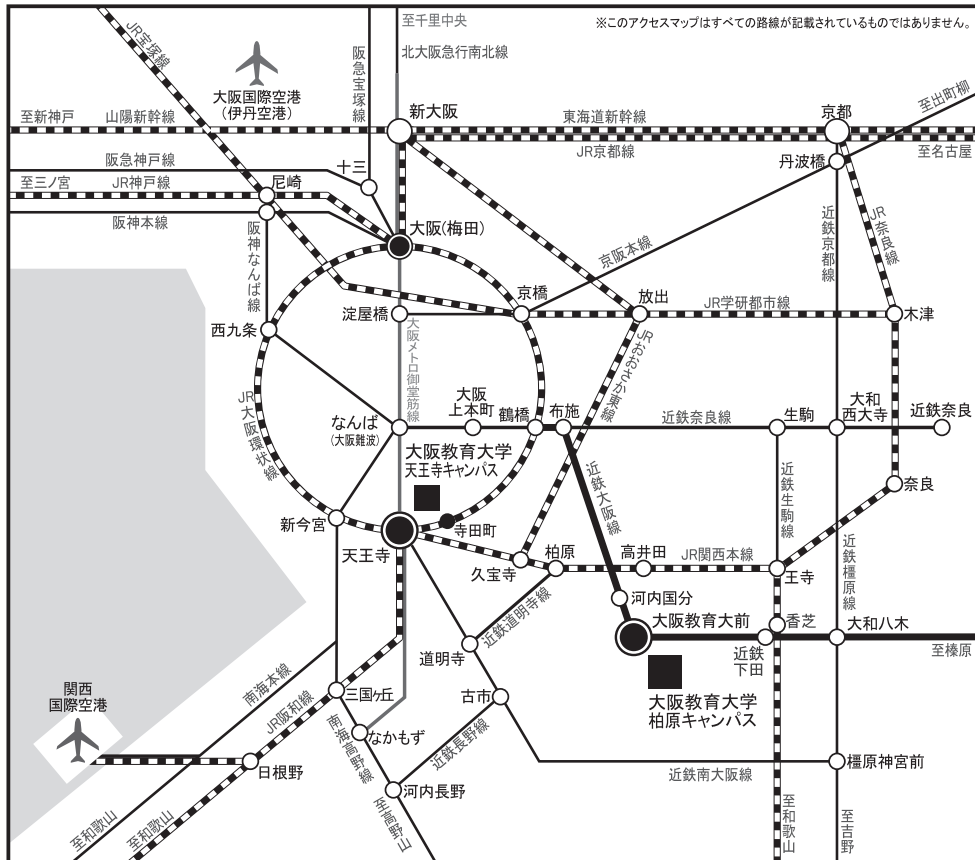 至千里中央
※このアクセスマップはすべての路線が記載されているものではありません。
JR宝塚線
阪急宝塚線
北大阪急行南北線
大阪国際空港
(伊丹空港)
至出町柳
至新神戸
山陽新幹線
新大阪
東海道新幹線
京都
JR京都線
至名古屋
阪急神戸線
十三
丹波橋
至三ノ宮
JR神戸線
尼崎
阪神本線
大阪(梅田)
近鉄京都線
JR奈良線
阪神なんば線
京阪本線
京橋
放出
JR学研都市線
木津
淀屋橋
西九条
大阪メトロ御堂筋線
JRおおさか東線
JR大阪環状線
大阪
上本町
鶴橋
布施
近鉄奈良線
生駒
大和
西大寺
近鉄奈良
なんば
(大阪難波)
大阪教育大学
天王寺キャンパス
近鉄大阪線
近鉄生駒線
奈良
新今宮
寺田町
天王寺
久宝寺
柏原
高井田
JR関西本線
王寺
近鉄橿原線
河内国分
近鉄道明寺線
大阪教育大前
香芝
大和八木
近鉄
下田
至榛原
道明寺
南海本線
関西
国際空港
三国ケ丘
古市
大阪教育大学
柏原キャンパス
JR阪和線
なかもず
南海高野線
近鉄長野線
日根野
近鉄南大阪線
橿原神宮前
河内長野
至和歌山
至和歌山
至高野山
至和歌山
至吉野